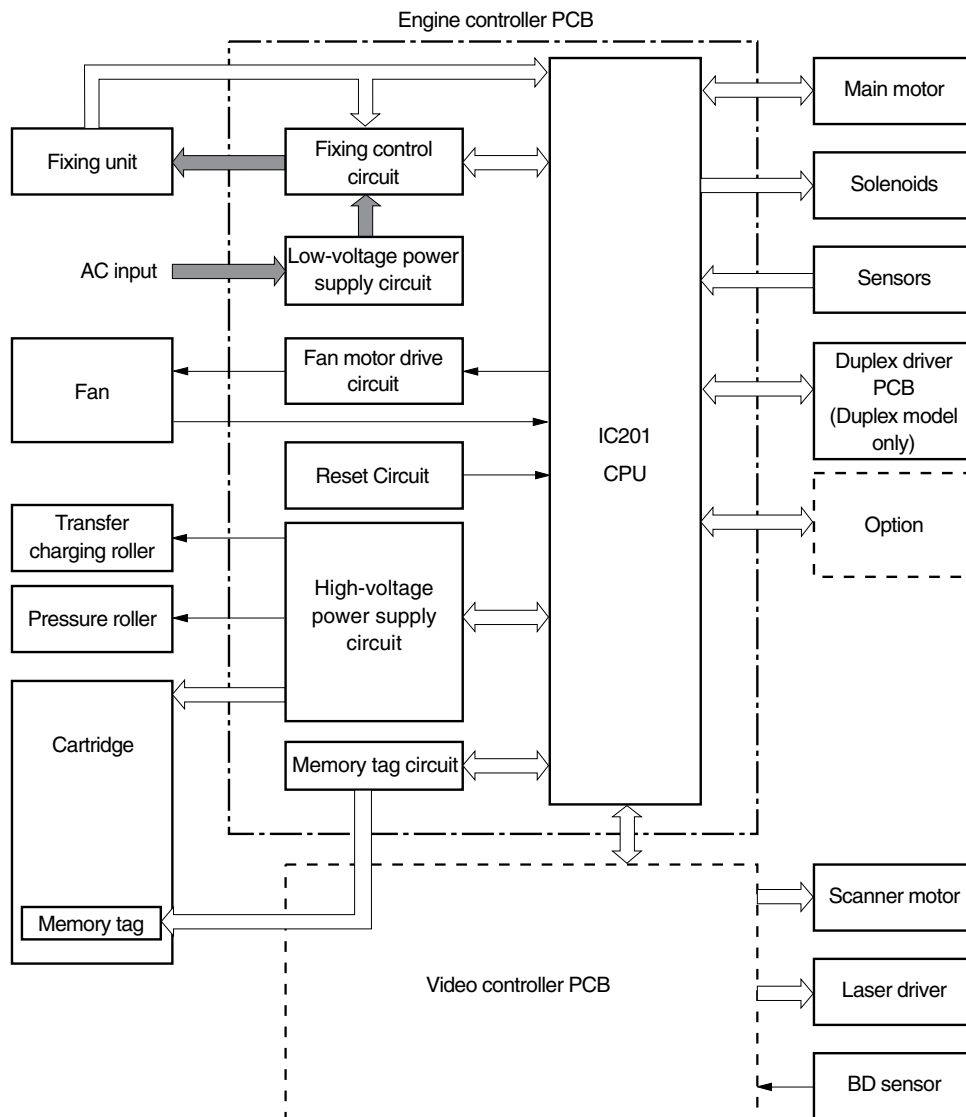 Engine controller PCB
Main motor
Fixing unit
Fixing control
circuit
Solenoids
AC input
Low-voltage power
supply circuit
Sensors
Fan
Fan motor drive
circuit
Duplex driver
PCB
(Duplex model
only)
IC201
CPU
Reset Circuit
Option
Transfer
charging roller
High-voltage
power supply
circuit
Pressure roller
Cartridge
Memory tag circuit
Memory tag
Scanner motor
Video controller PCB
Laser driver
BD sensor